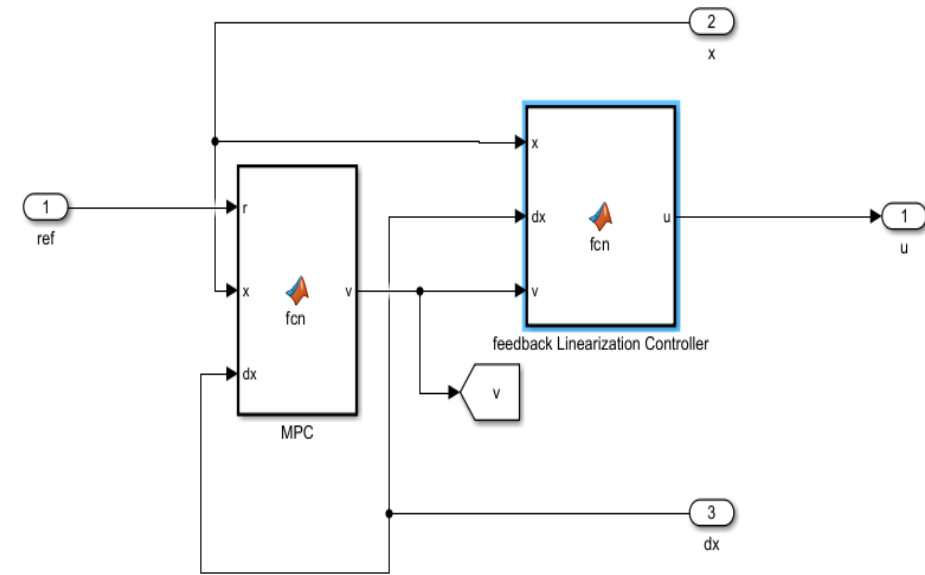 2
x
x
dx
fcn
u
v
feedback Linearization Controller
1
ref
r
x
fcn
v
dx
MPC
v
1
u
3
dx